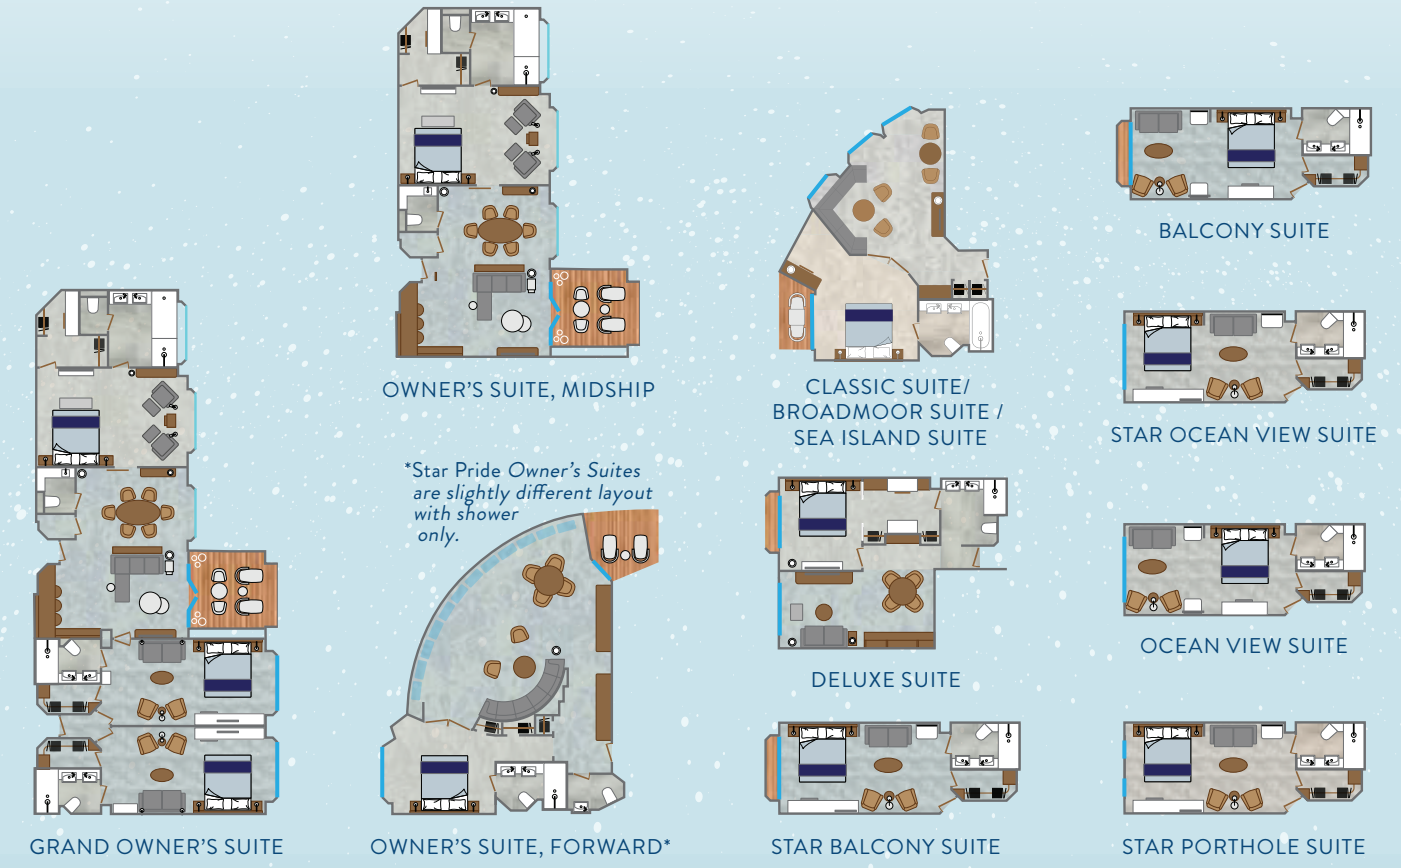 BALCONY SUITE
OWNER'S SUITE, MIDSHIP
CLASSIC SUITE/
BROADMOOR SUITE /
SEA ISLAND SUITE
STAR OCEAN VIEW SUITE
*Star Pride Owner's Suites
are slightly different layout
with shower
only.
OCEAN VIEW SUITE
DELUXE SUITE
GRAND OWNER'S SUITE
OWNER'S SUITE, FORWARD*
STAR BALCONY SUITE
STAR PORTHOLE SUITE